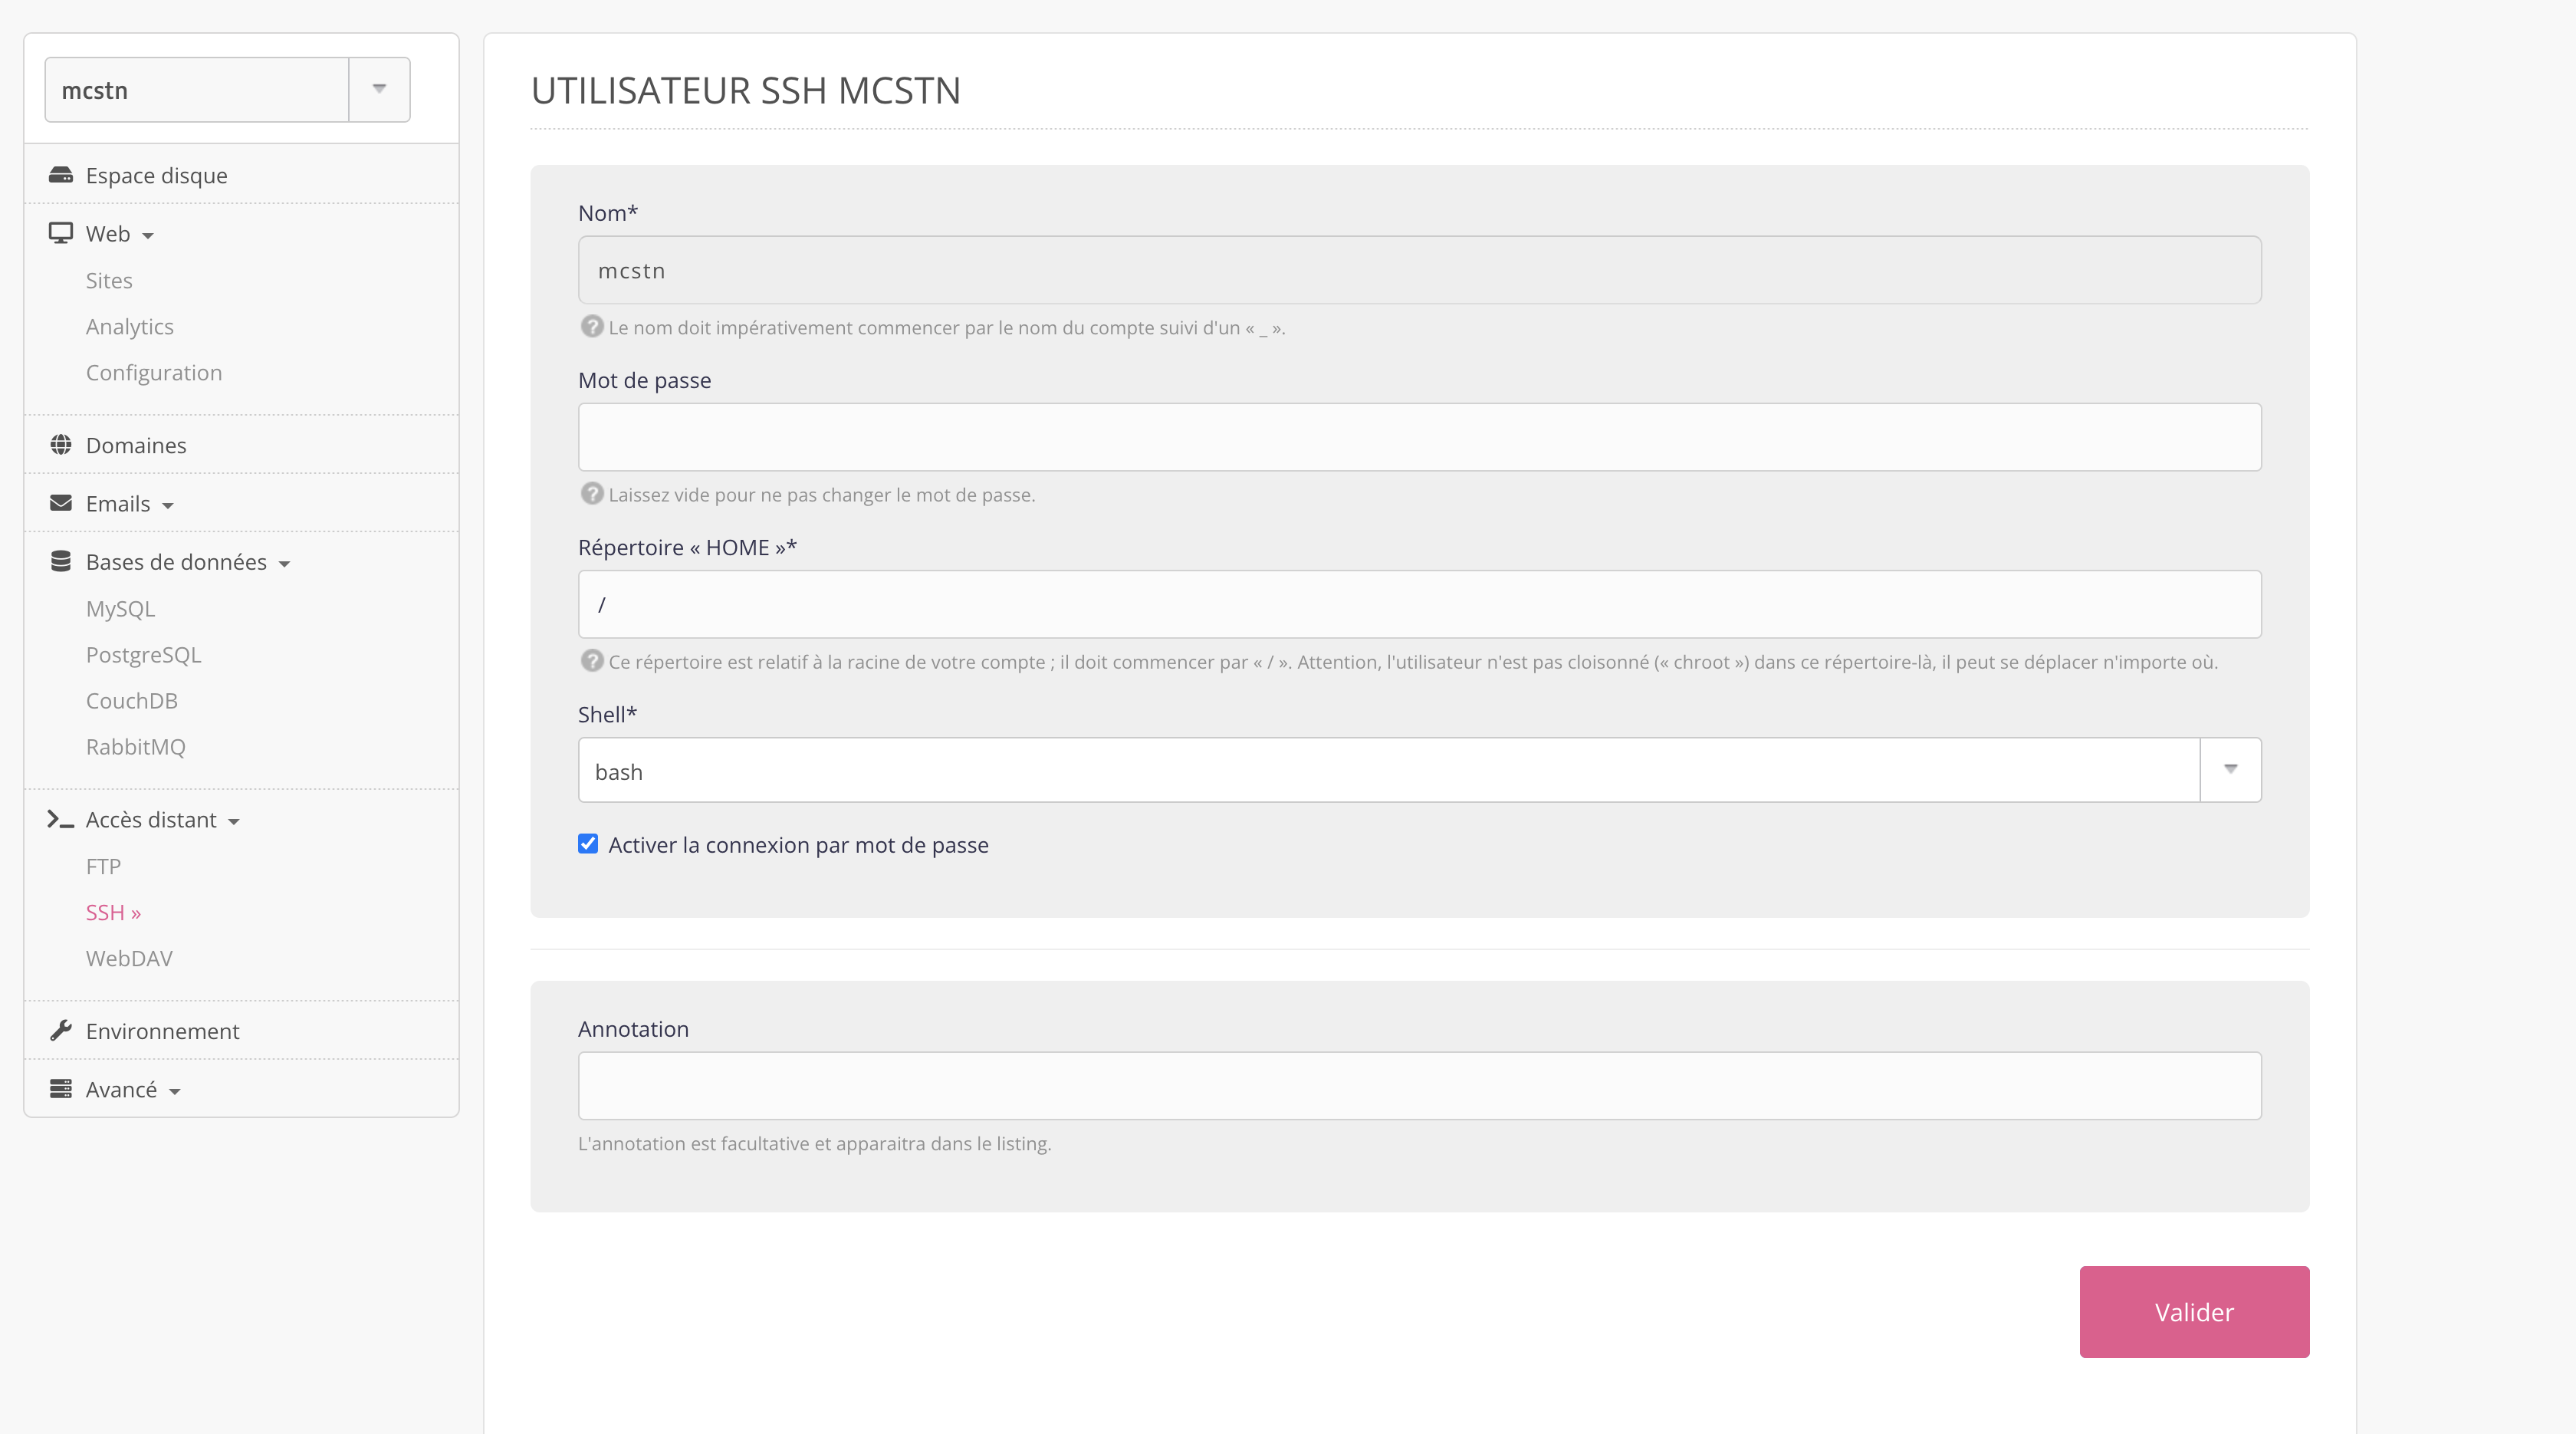 mcstn
Espace disque
Web
Sites
Analytics
Configuration
Domaines
Emails
Bases de données
MySQL
PostgreSQL
CouchDB
RabbitMQ
Accès distant
FTP
SSH »
WebDAV
Environnement
Avancé
UTILISATEUR SSH MCSTN
Nom*
mcstn
? Le nom doit impérativement commencer par le nom du compte suivi d'un « _ ».
Mot de passe
? Laissez vide pour ne pas changer le mot de passe.
Répertoire « HOME »*
/
? Ce répertoire est relatif à la racine de votre compte ; il doit commencer par « / ». Attention, l'utilisateur n'est pas cloisonné (« chroot ») dans ce répertoire-là, il peut se déplacer n'importe où.
Shell*
bash
Activer la connexion par mot de passe
Annotation
L'annotation est facultative et apparaitra dans le listing.
Valider